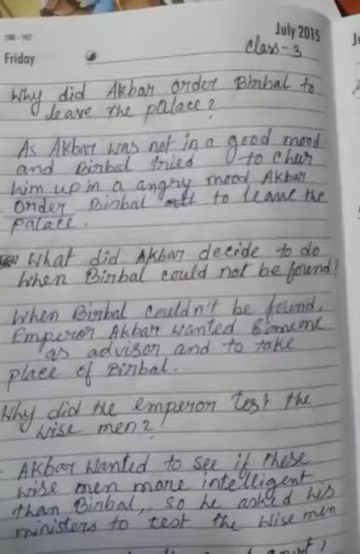 198-167
July 2015
Friday
Class-3
Why did Akbar order Birbal to
leave the palace?
As Akbar was not in a good mood
and Birbal tried to chur
him up in a angry mood Akbar
order Birbal to leave the
palace.
What did Akbar decide to do
when Birbal could not be found?
When Birbal couldn't be found,
Emperor Akbar wanted someone
as advisor and to take
place of Birbal.
Why did the emperor test the
wise men?
Akbar wanted to see if these
wise men more intelligent
than Birbal, so he asked his
ministers to test the wise men